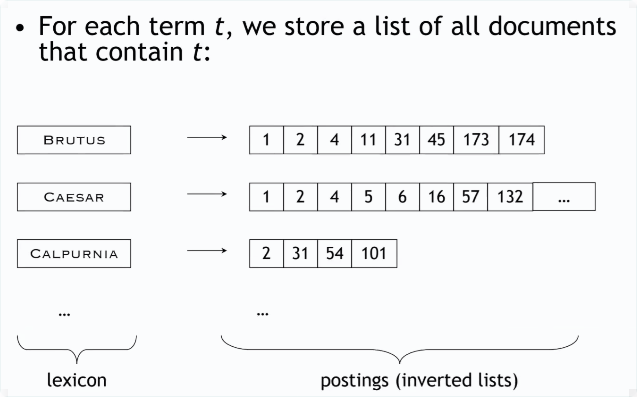 • For each term t, we store a list of all documents
that contain t:
BRUTUS 1 2 4 11 31 45 173 174
CAESAR 1 2 4 5 6 16 57 132 ...
CALPURNIA 2 31 54 101
... ...
lexicon postings (inverted lists)